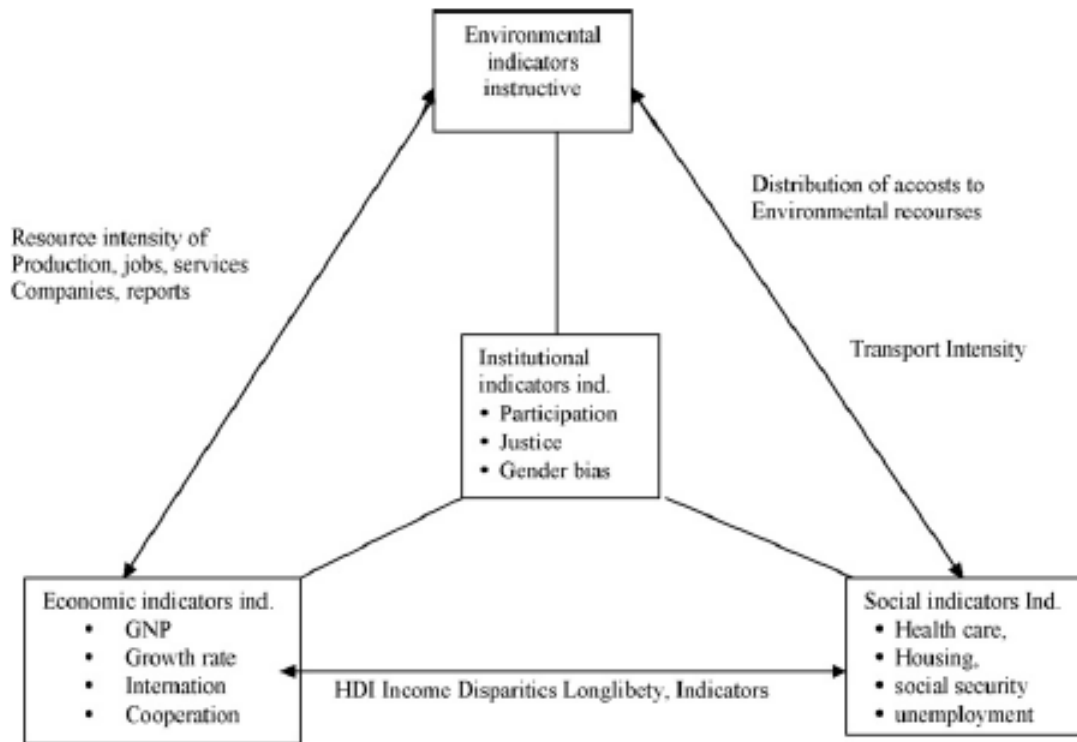 Environmental
indicators
instructive
Distribution of accosts to
Environmental recourses
Resource intensity of
Production, jobs, services
Companies, reports
Transport Intensity
Institutional
indicators ind.
• Participation
• Justice
• Gender bias
Economic indicators ind.
• GNP
• Growth rate
• Internation
• Cooperation
Social indicators Ind.
• Health care,
• Housing,
• social security
• unemployment
HDI Income Disparitics Longlibety, Indicators